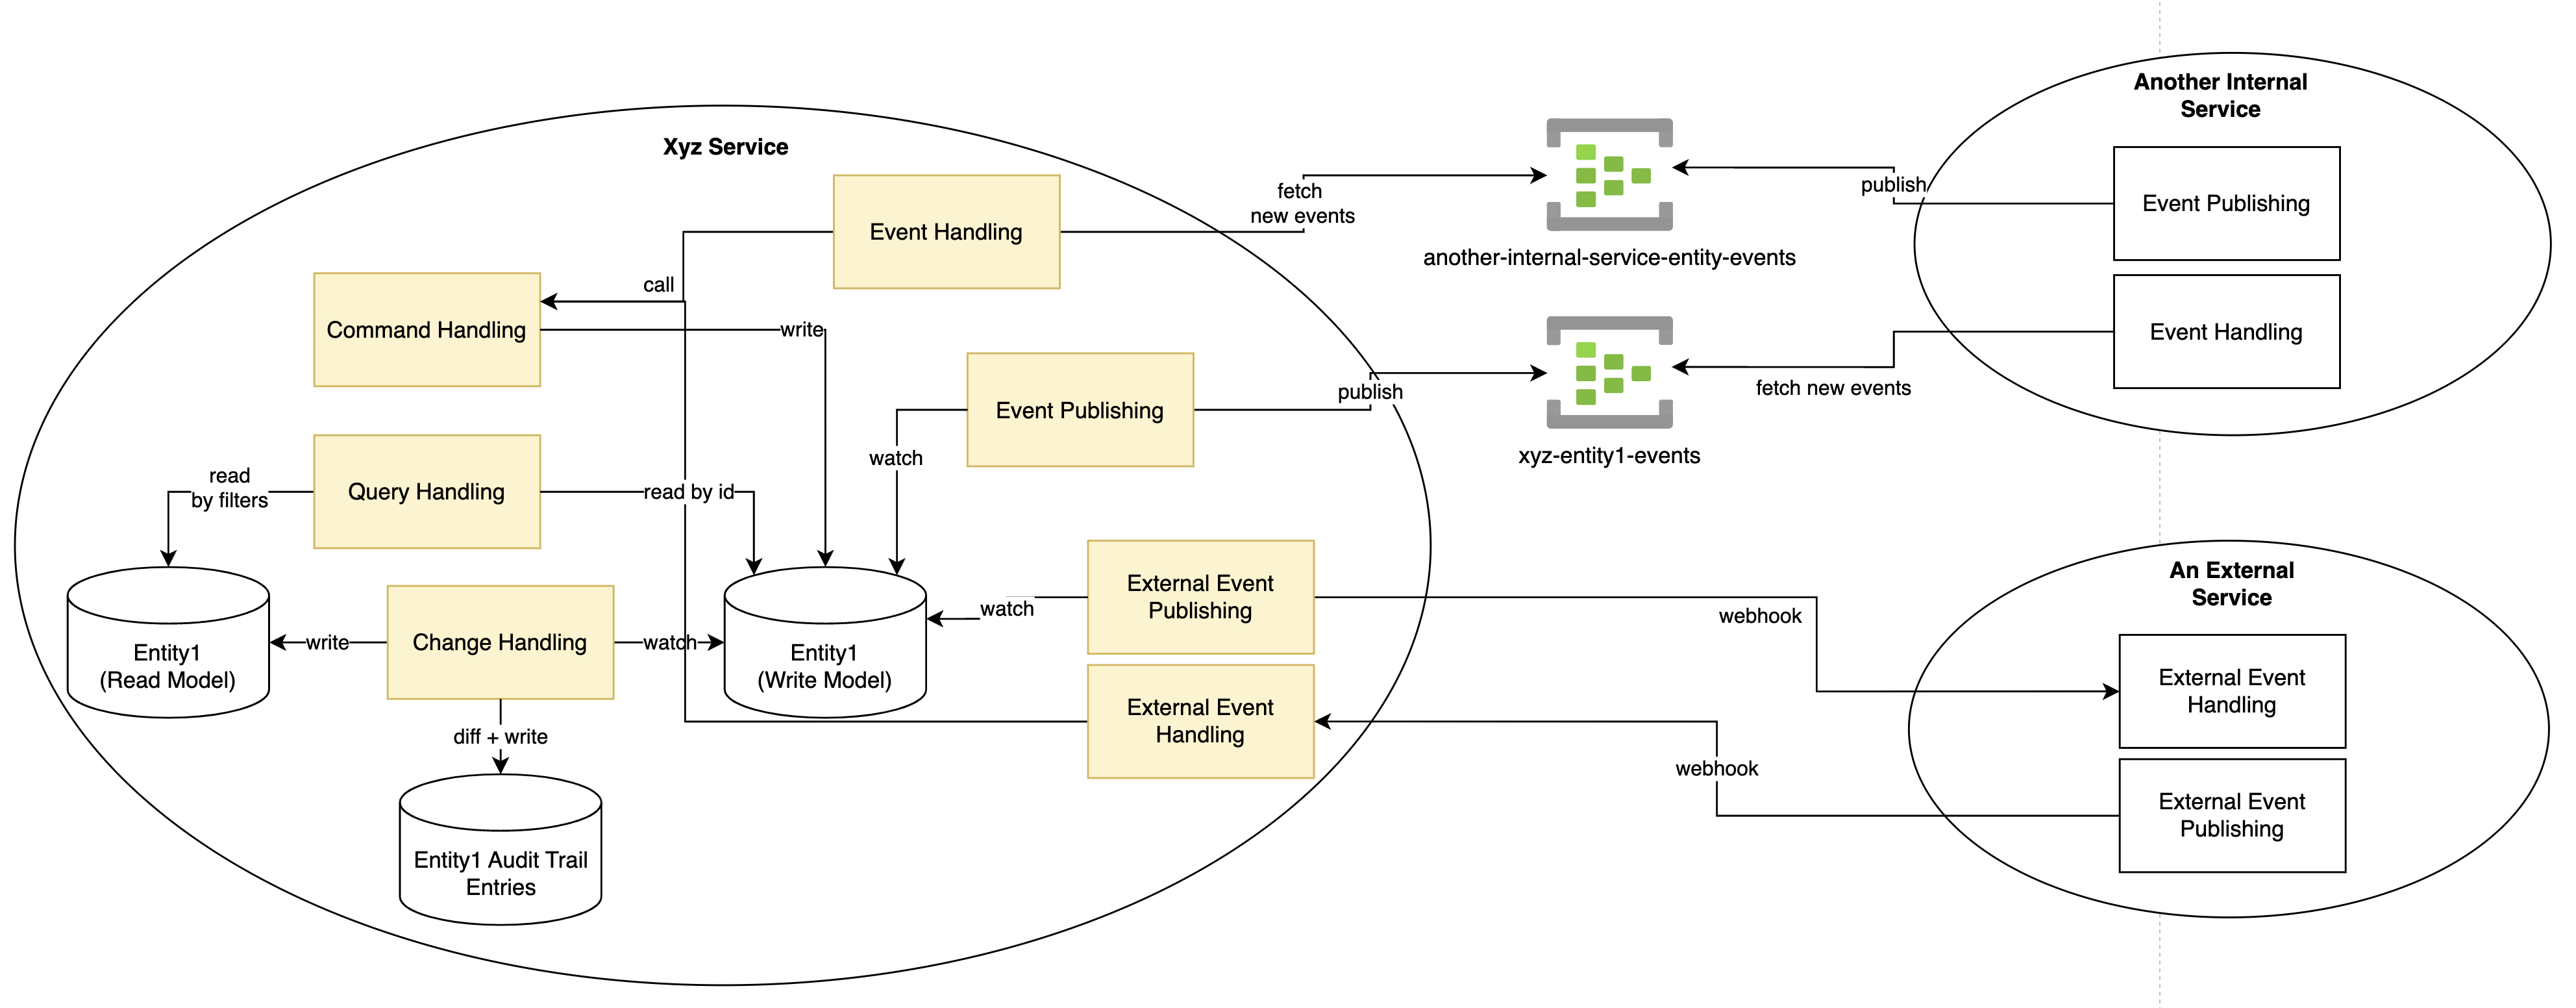 Xyz Service
Event Handling
fetch
new events
another-internal-service-entity-events
publish
Another Internal
Service
Event Publishing
Event Handling
call
Command Handling
write
Event Publishing
publish
xyz-entity1-events
fetch new events
watch
read
by filters
Query Handling
read by id
Entity1
(Read Model)
write
Change Handling
watch
Entity1
(Write Model)
watch
External Event
Publishing
webhook
External Event
Handling
webhook
An External
Service
External Event
Handling
External Event
Publishing
diff + write
Entity1 Audit Trail
Entries